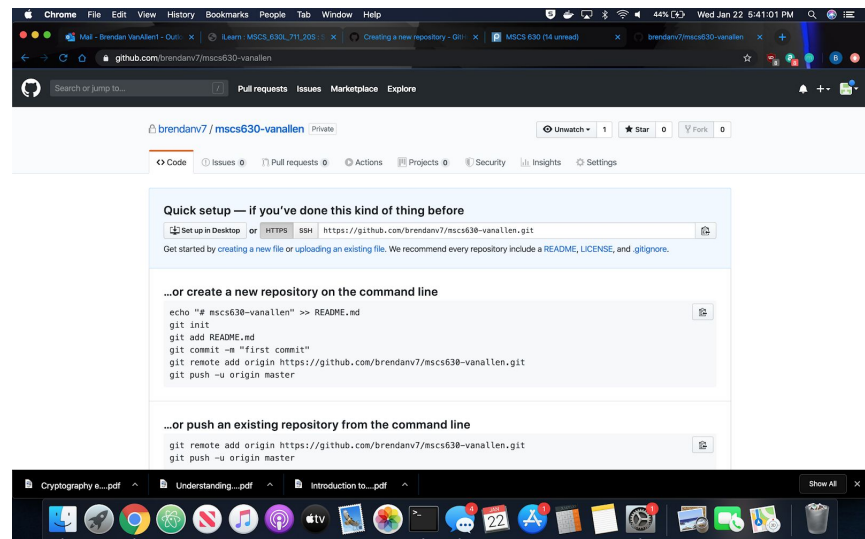 Chrome File Edit View History Bookmarks People Tab Window Help 44% Wed Jan 22 5:41:01 PM
Mail - Brendan VanAllen1 - Outlo iLearn : MSCS_630L_711_20S : Creating a new repository - Git MSCS 630 (14 unread) brendanv7/mscs630-vanallen
github.com/brendanv7/mscs630-vanallen B
Search or jump to... / Pull requests Issues Marketplace Explore
brendanv7 / mscs630-vanallen Private Unwatch 1 Star 0 Fork 0
Code Issues 0 Pull requests 0 Actions Projects 0 Security Insights Settings
Quick setup — if you've done this kind of thing before
Set up in Desktop or HTTPS SSH https://github.com/brendanv7/mscs630-vanallen.git
Get started by creating a new file or uploading an existing file. We recommend every repository include a README, LICENSE, and .gitignore.
…or create a new repository on the command line
echo "# mscs630-vanallen" >> README.md
git init
git add README.md
git commit -m "first commit"
git remote add origin https://github.com/brendanv7/mscs630-vanallen.git
git push -u origin master
…or push an existing repository from the command line
git remote add origin https://github.com/brendanv7/mscs630-vanallen.git
git push -u origin master
Cryptography e....pdf Understanding....pdf Introduction to....pdf Show All
tv 4 JAN 22 1 1